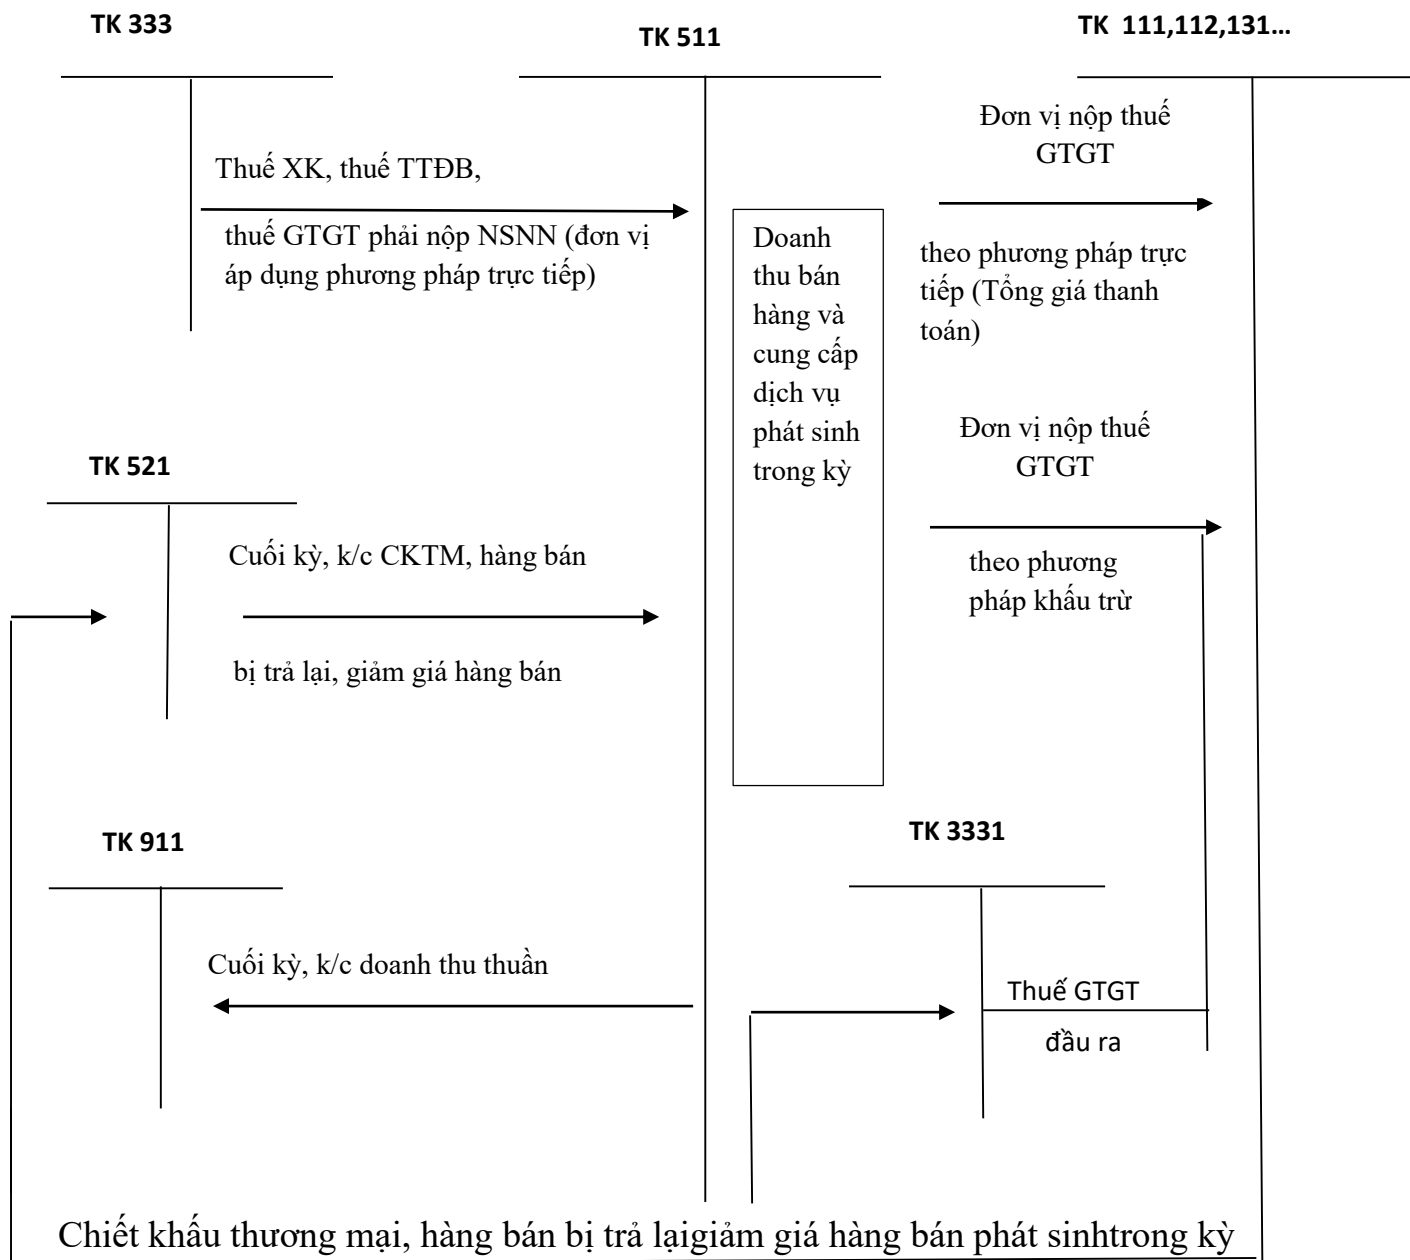 TK 333
TK 511
TK 111,112,131...
Thuế XK, thuế TTĐB,
thuế GTGT phải nộp NSNN (đơn vị
áp dụng phương pháp trực tiếp)
Doanh
thu bán
hàng và
cung cấp
dịch vụ
phát sinh
trong kỳ
Đơn vị nộp thuế
GTGT
theo phương pháp trực
tiếp (Tổng giá thanh
toán)
Đơn vị nộp thuế
GTGT
theo phương
pháp khấu trừ
TK 521
Cuối kỳ, k/c CKTM, hàng bán
bị trả lại, giảm giá hàng bán
TK 911
Cuối kỳ, k/c doanh thu thuần
TK 3331
Thuế GTGT
đầu ra
Chiết khấu thương mại, hàng bán bị trả lạigiảm giá hàng bán phát sinhtrong kỳ